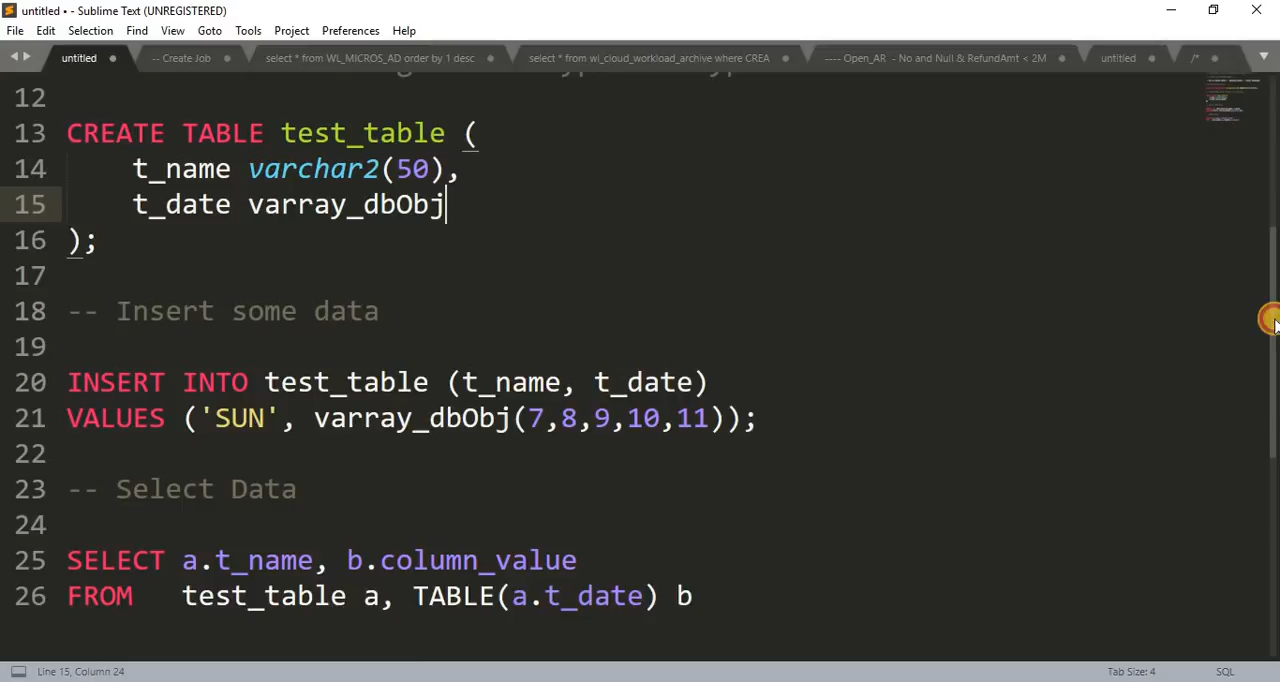 untitled • - Sublime Text (UNREGISTERED)
File Edit Selection Find View Goto Tools Project Preferences Help
untitled -- Create Job select * from WL_MICROS_AD order by 1 desc select * from wi_cloud_workload_archive where CREA ---- Open_AR - No and Null & RefundAmt < 2M untitled /*
12
13 CREATE TABLE test_table (
14 t_name varchar2(50),
15 t_date varray_dbObj
16 );
17
18 -- Insert some data
19
20 INSERT INTO test_table (t_name, t_date)
21 VALUES ('SUN', varray_dbObj(7,8,9,10,11));
22
23 -- Select Data
24
25 SELECT a.t_name, b.column_value
26 FROM test_table a, TABLE(a.t_date) b
Line 15, Column 24 Tab Size: 4 SQL